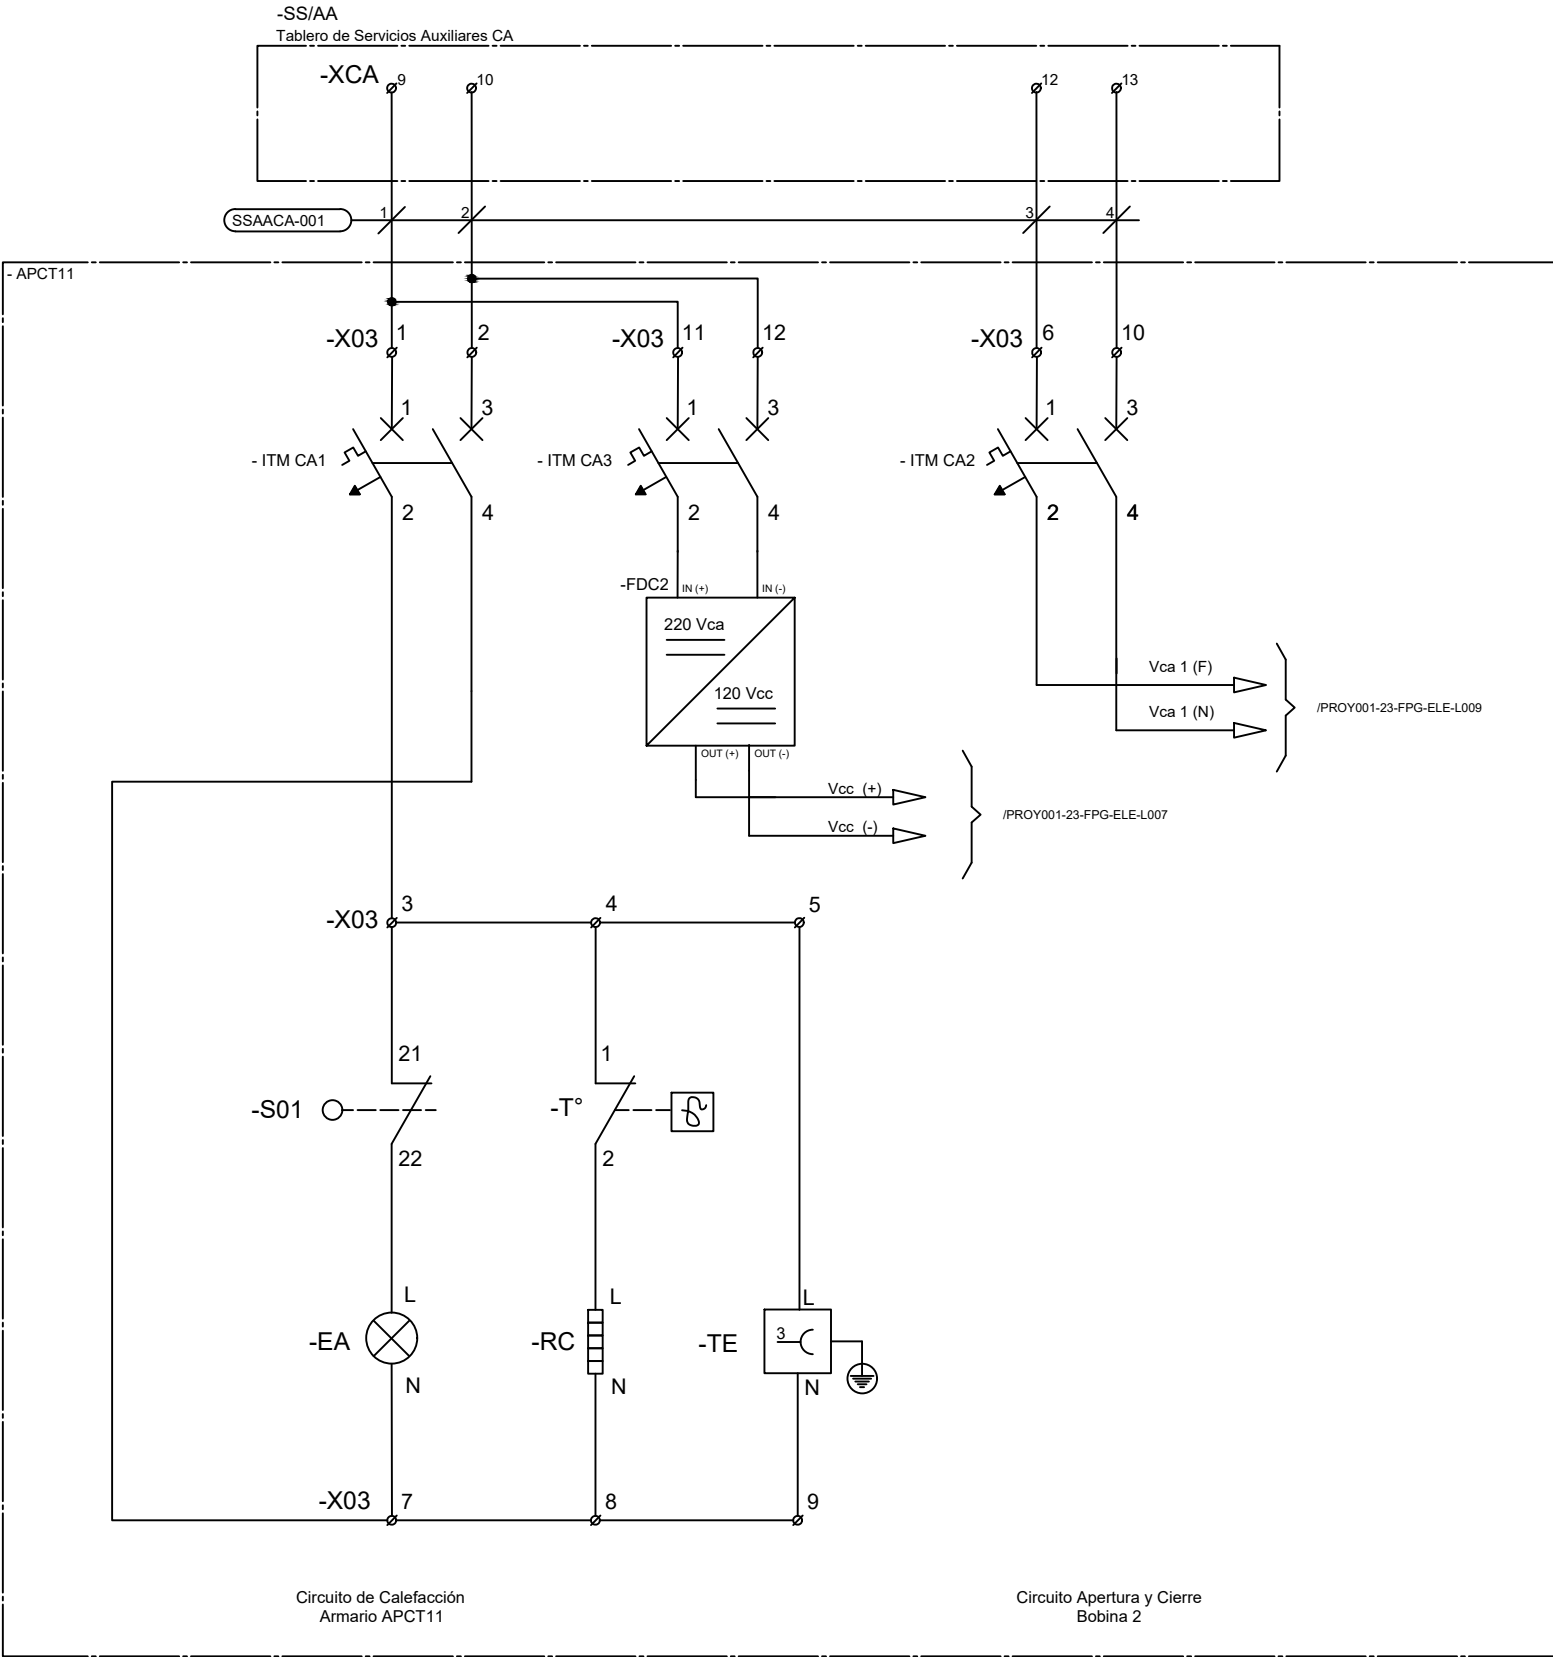 -SS/AA
Tablero de Servicios Auxiliares CA
-XCA 9 10 12 13
SSAACA-001 1 2 3 4
- APCT11
-X03 1 2 -X03 11 12 -X03 6 10
1 3 1 3 1 3
- ITM CA1 - ITM CA3 - ITM CA2
2 4 2 4 2 4
-FDC2 IN (+) IN (-)
220 Vca
120 Vcc
OUT (+) OUT (-)
Vca 1 (F)
Vca 1 (N)
/PROY001-23-FPG-ELE-L009
Vcc (+)
Vcc (-)
/PROY001-23-FPG-ELE-L007
-X03 3 4 5
21 1
-S01 -T°
22 2
L L L
-EA -RC -TE 3
N N N
-X03 7 8 9
Circuito de Calefacción
Armario APCT11
Circuito Apertura y Cierre
Bobina 2